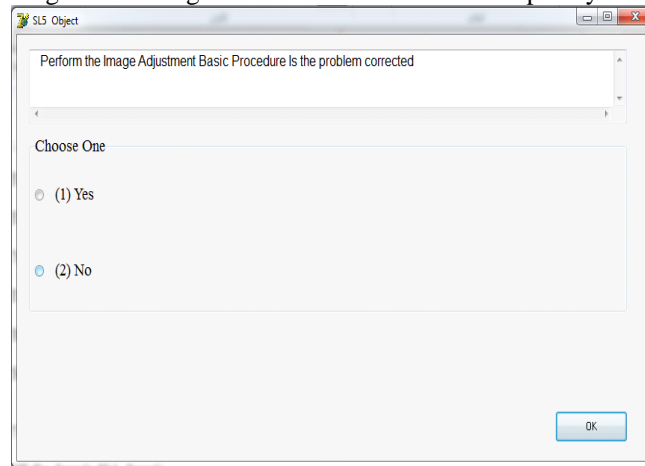 SL5 Object
Perform the Image Adjustment Basic Procedure Is the problem corrected
Choose One
(1) Yes
(2) No
OK